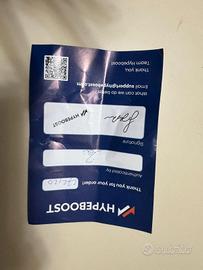 HYPEBOOST
Thank you for your order!
Authenticated by
Signature
HYPEBOOST
What can we do better?
Email support@hypeboost.com
Thank you,
Team Hypeboost
subito